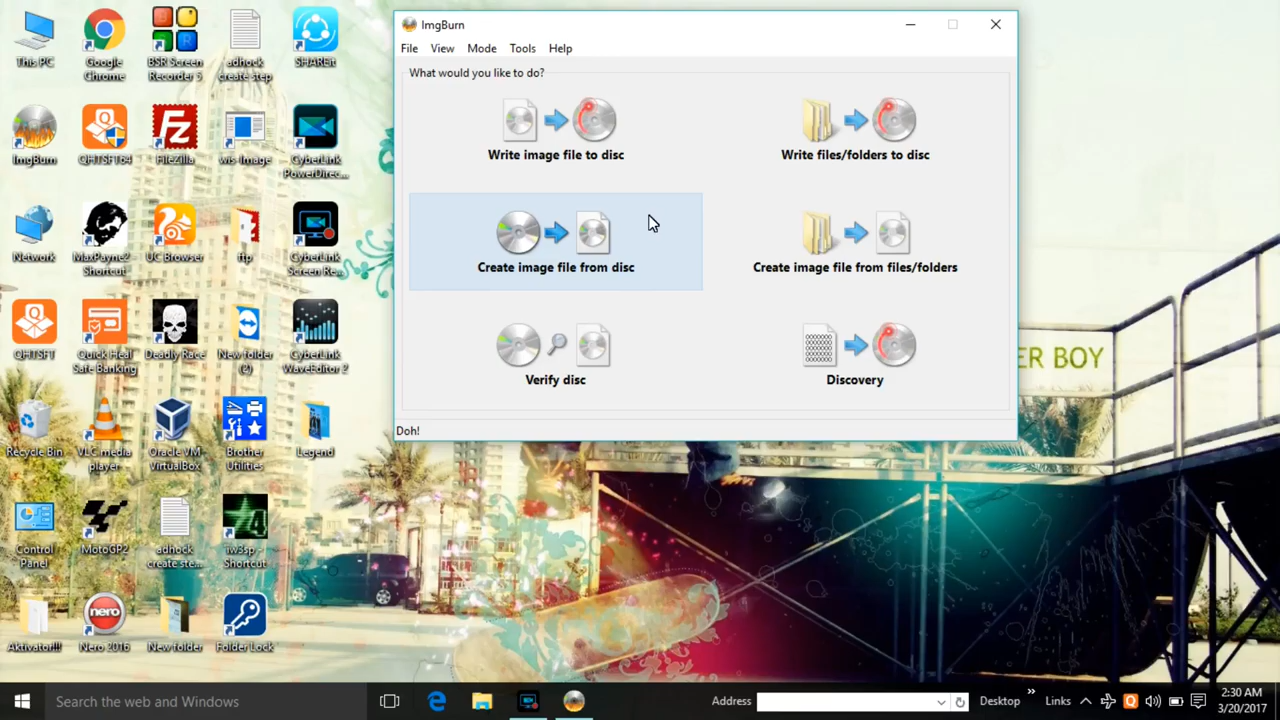 This PC
Google
Chrome
BSR Screen
Recorder 5
adhock
create step
SHAREit
ImgBurn
QHTSFT64
FileZilla
wis-Image
CyberLink
PowerDirec...
Network
MaxPayne2 -
Shortcut
UC Browser
ftp
CyberLink
Screen Re...
QHTSFT
Quick Heal
Safe Banking
Deadly Race
New folder
(2)
CyberLink
WaveEditor 2
Recycle Bin
VLC media
player
Oracle VM
VirtualBox
Brother
Utilities
Legend
Control
Panel
MotoGP2
adhock
create ste...
iw3sp -
Shortcut
Aktivator!!!
Nero 2016
New folder
Folder Lock
ImgBurn
File View Mode Tools Help
What would you like to do?
Write image file to disc
Write files/folders to disc
Create image file from disc
Create image file from files/folders
Verify disc
Discovery
Doh!
ER BOY
Search the web and Windows
Address
Desktop
Links
2:30 AM
3/20/2017